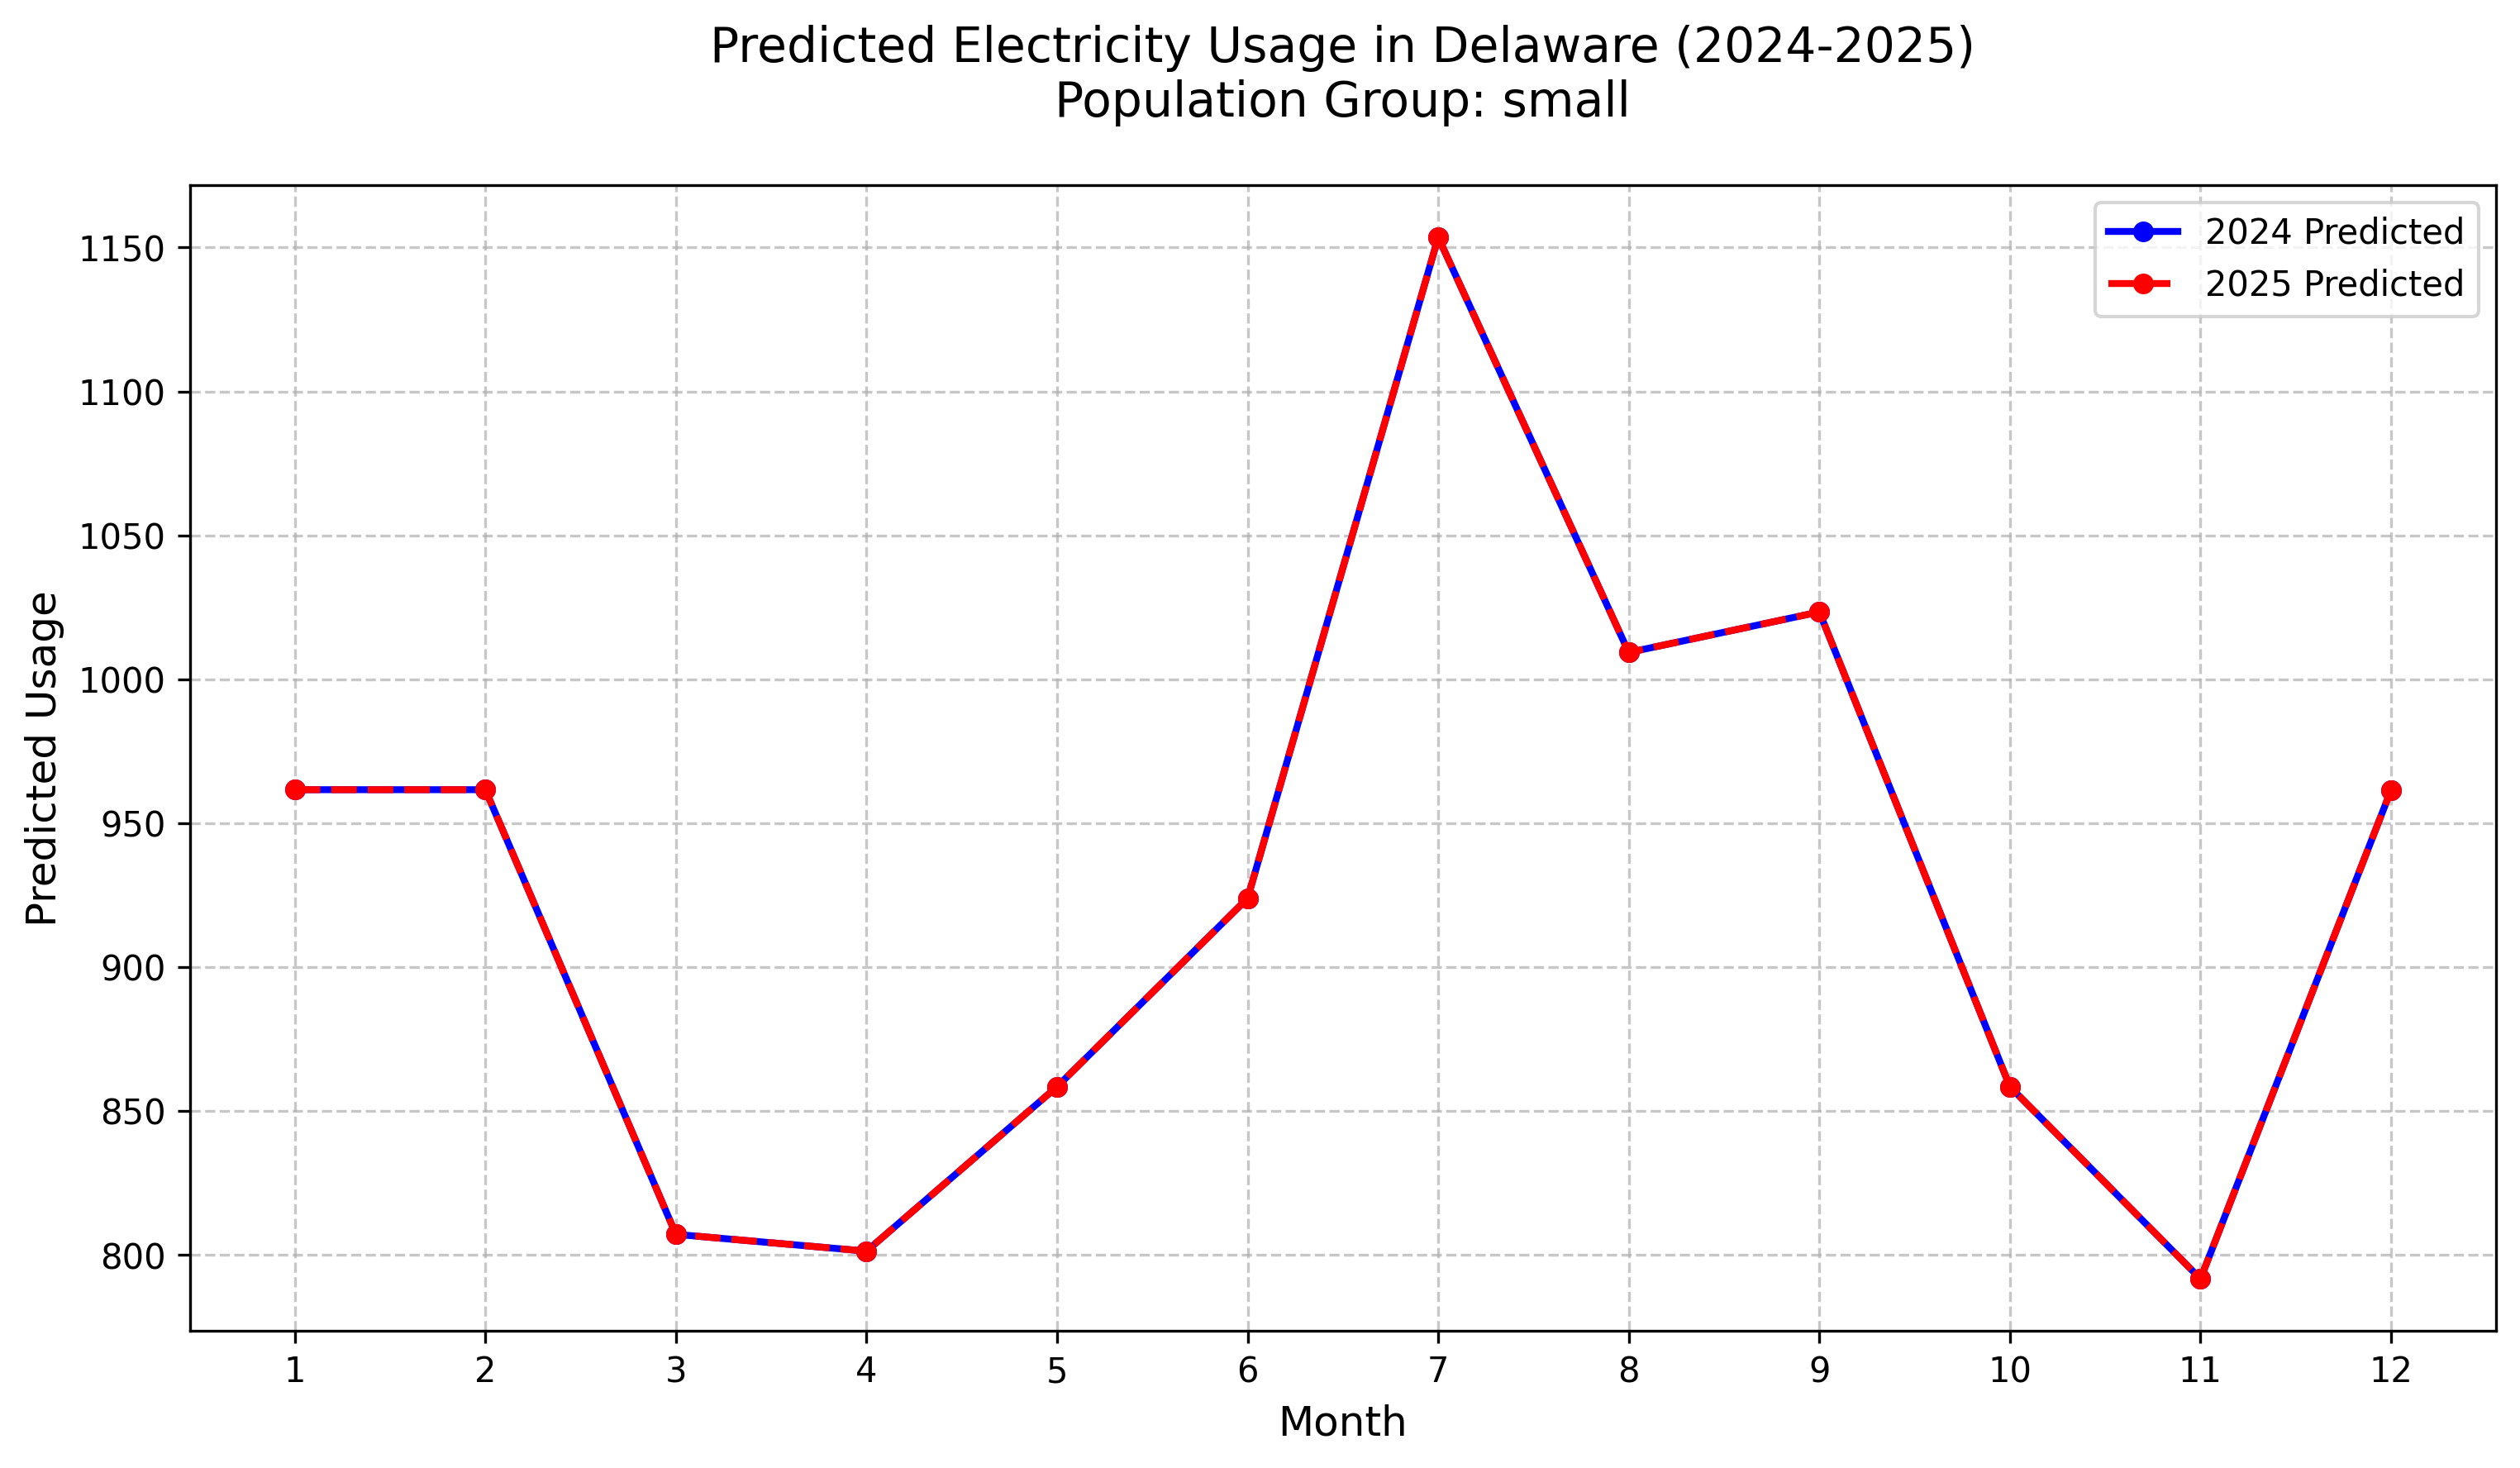 Predicted Electricity Usage in Delaware (2024-2025)
Population Group: small
2024 Predicted
2025 Predicted
Predicted Usage
1150
1100
1050
1000
950
900
850
800
1 2 3 4 5 6 7 8 9 10 11 12
Month